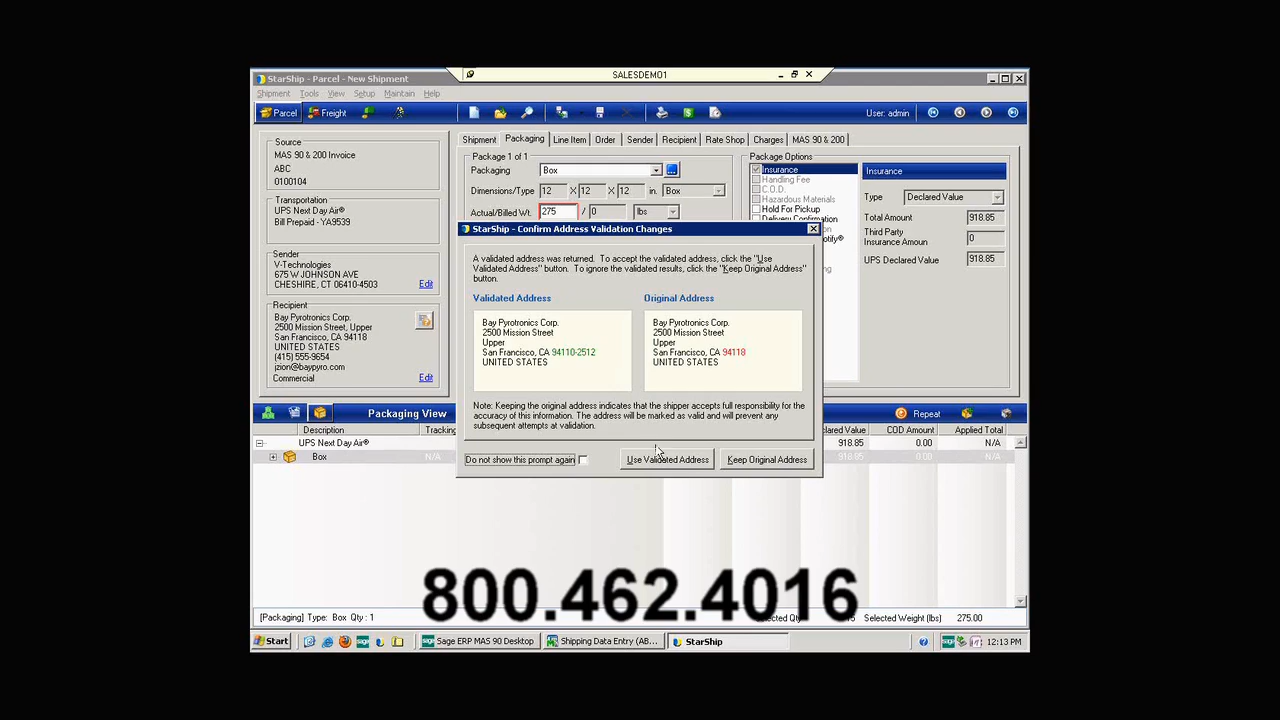 SALESDEMO1
StarShip - Parcel - New Shipment
Shipment Tools View Setup Maintain Help
Parcel Freight User: admin
Shipment Packaging Line Item Order Sender Recipient Rate Shop Charges MAS 90 & 200
Source
MAS 90 & 200 Invoice
ABC
0100104
Transportation
UPS Next Day Air®
Bill Prepaid - YA9539
Sender
V-Technologies
675 W JOHNSON AVE
CHESHIRE, CT 06410-4503
Edit
Recipient
Bay Pyrotronics Corp.
2500 Mission Street, Upper
San Francisco, CA 94118
UNITED STATES
(415) 555-9654
jzion@baypyro.com
Commercial Edit
Package 1 of 1
Packaging Box
Dimensions/Type 12 X 12 X 12 in. Box
Actual/Billed Wt. 275 / 0 lbs
Package Options
Insurance
Handling Fee
C.O.D.
Hazardous Materials
Hold For Pickup
Delivery Confirmation
Insurance
Type Declared Value
Total Amount 918.85
Third Party
Insurance Amoun 0
UPS Declared Value 918.85
StarShip - Confirm Address Validation Changes
A validated address was returned. To accept the validated address, click the "Use
Validated Address" button. To ignore the validated results, click the "Keep Original Address"
button.
Validated Address
Bay Pyrotronics Corp.
2500 Mission Street
Upper
San Francisco, CA 94110-2512
UNITED STATES
Original Address
Bay Pyrotronics Corp.
2500 Mission Street
Upper
San Francisco, CA 94118
UNITED STATES
Note: Keeping the original address indicates that the shipper accepts full responsibility for the
accuracy of this information. The address will be marked as valid and will prevent any
subsequent attempts at validation.
Do not show this prompt again Use Validated Address Keep Original Address
Packaging View Repeat
Description Tracking Value COD Amount Applied Total
UPS Next Day Air® 918.85 0.00 N/A
Box N/A 918.85 0.00 N/A
800.462.4016
[Packaging] Type: Box Qty : 1 Selected Weight (lbs) 275.00
Start Sage ERP MAS 90 Desktop Shipping Data Entry (AB... StarShip 12:13 PM